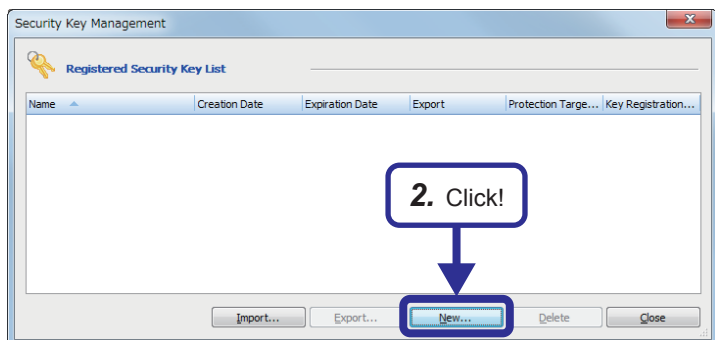 Security Key Management
Registered Security Key List
Name Creation Date Expiration Date Export Protection Targe... Key Registration...
2. Click!
Import... Export... New... Delete Close